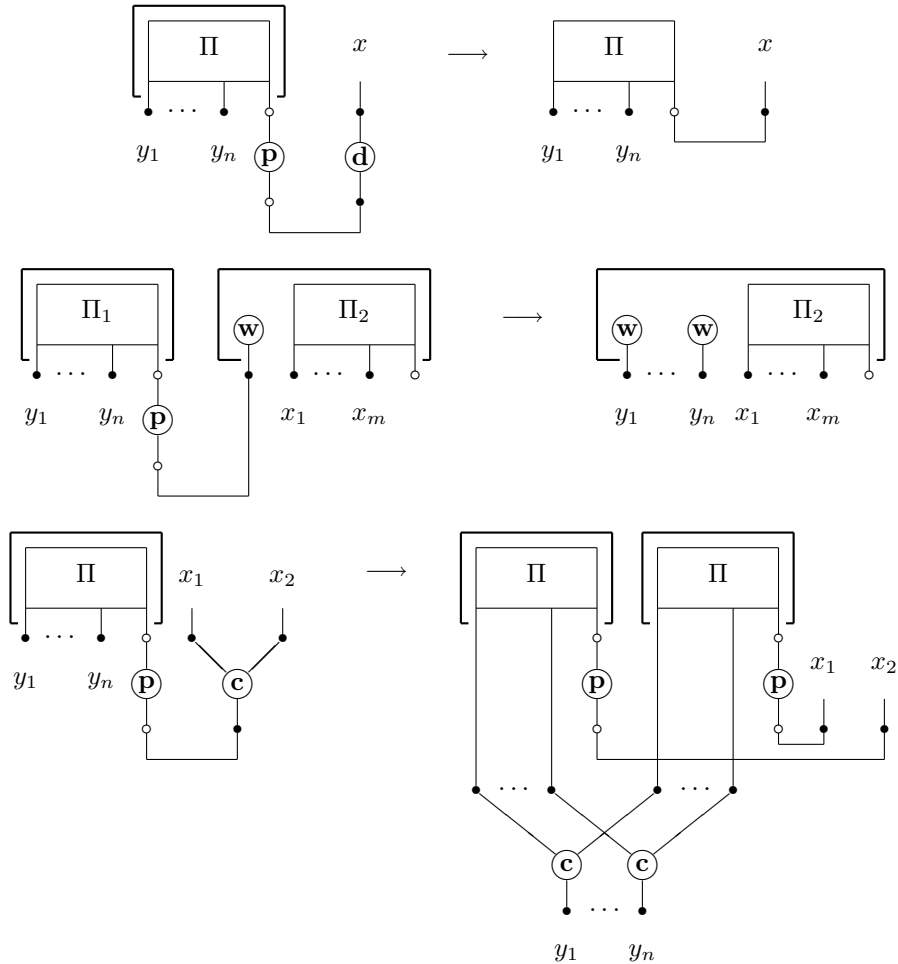 Π x ⟶ Π x
y₁ ... yₙ p d y₁ ... yₙ
Π₁ w Π₂ ⟶ w w Π₂
y₁ ... yₙ p x₁ ... xₘ y₁ ... yₙ x₁ ... xₘ
Π x₁ x₂ ⟶ Π Π
y₁ ... yₙ p c p p x₁ x₂
... ...
c c
...
y₁ yₙ